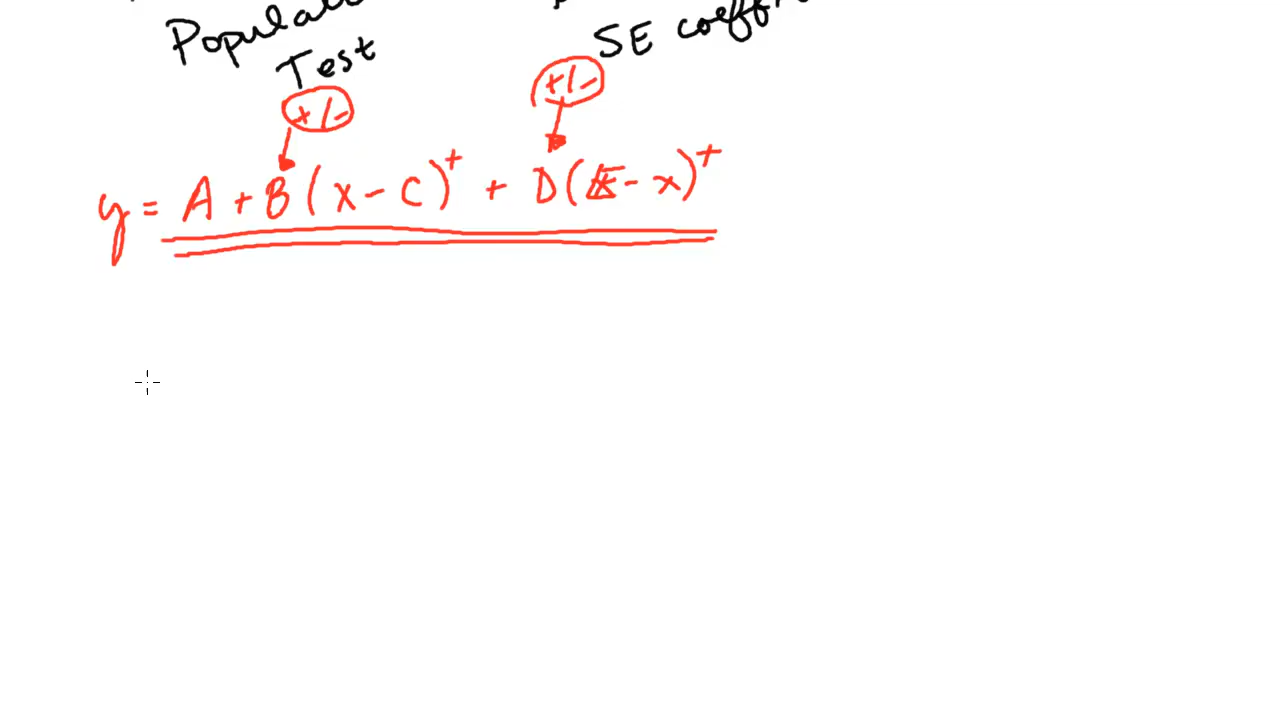 SE
Test
+/-
+/-
y = A + B(x - C)⁺ + D(E - x)⁺